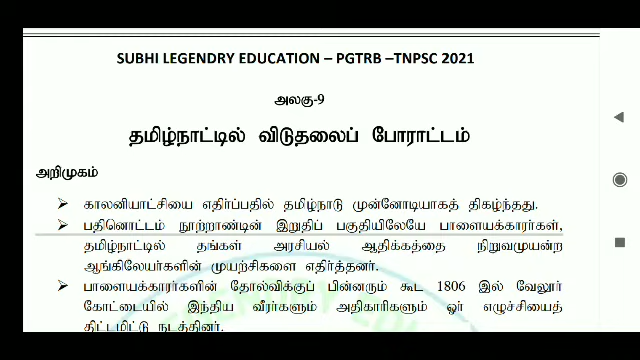 SUBHI LEGENDRY EDUCATION – PGTRB –TNPSC 2021
அலகு-9
தமிழ்நாட்டில் விடுதலைப் போராட்டம்
அறிமுகம்
➤ காலனியாட்சியை எதிர்ப்பதில் தமிழ்நாடு முன்னோடியாகத் திகழ்ந்தது.
➤ பதினொட்டம் நூற்றாண்டின் இறுதிப் பகுதியிலேயே பாளையக்காரர்கள்,
தமிழ்நாட்டில் தங்கள் அரசியல் ஆதிக்கத்தை நிறுவமுயன்ற
ஆங்கிலேயர்களின் முயற்சிகளை எதிர்த்தனர்.
➤ பாளையக்காரர்களின் தோல்விக்குப் பின்னரும் கூட 1806 இல் வேலூர்
கோட்டையில் இந்திய வீரர்களும் அதிகாரிகளும் ஓர் எழுச்சியைத்
திட்டமிட்டு நடத்தினர்.